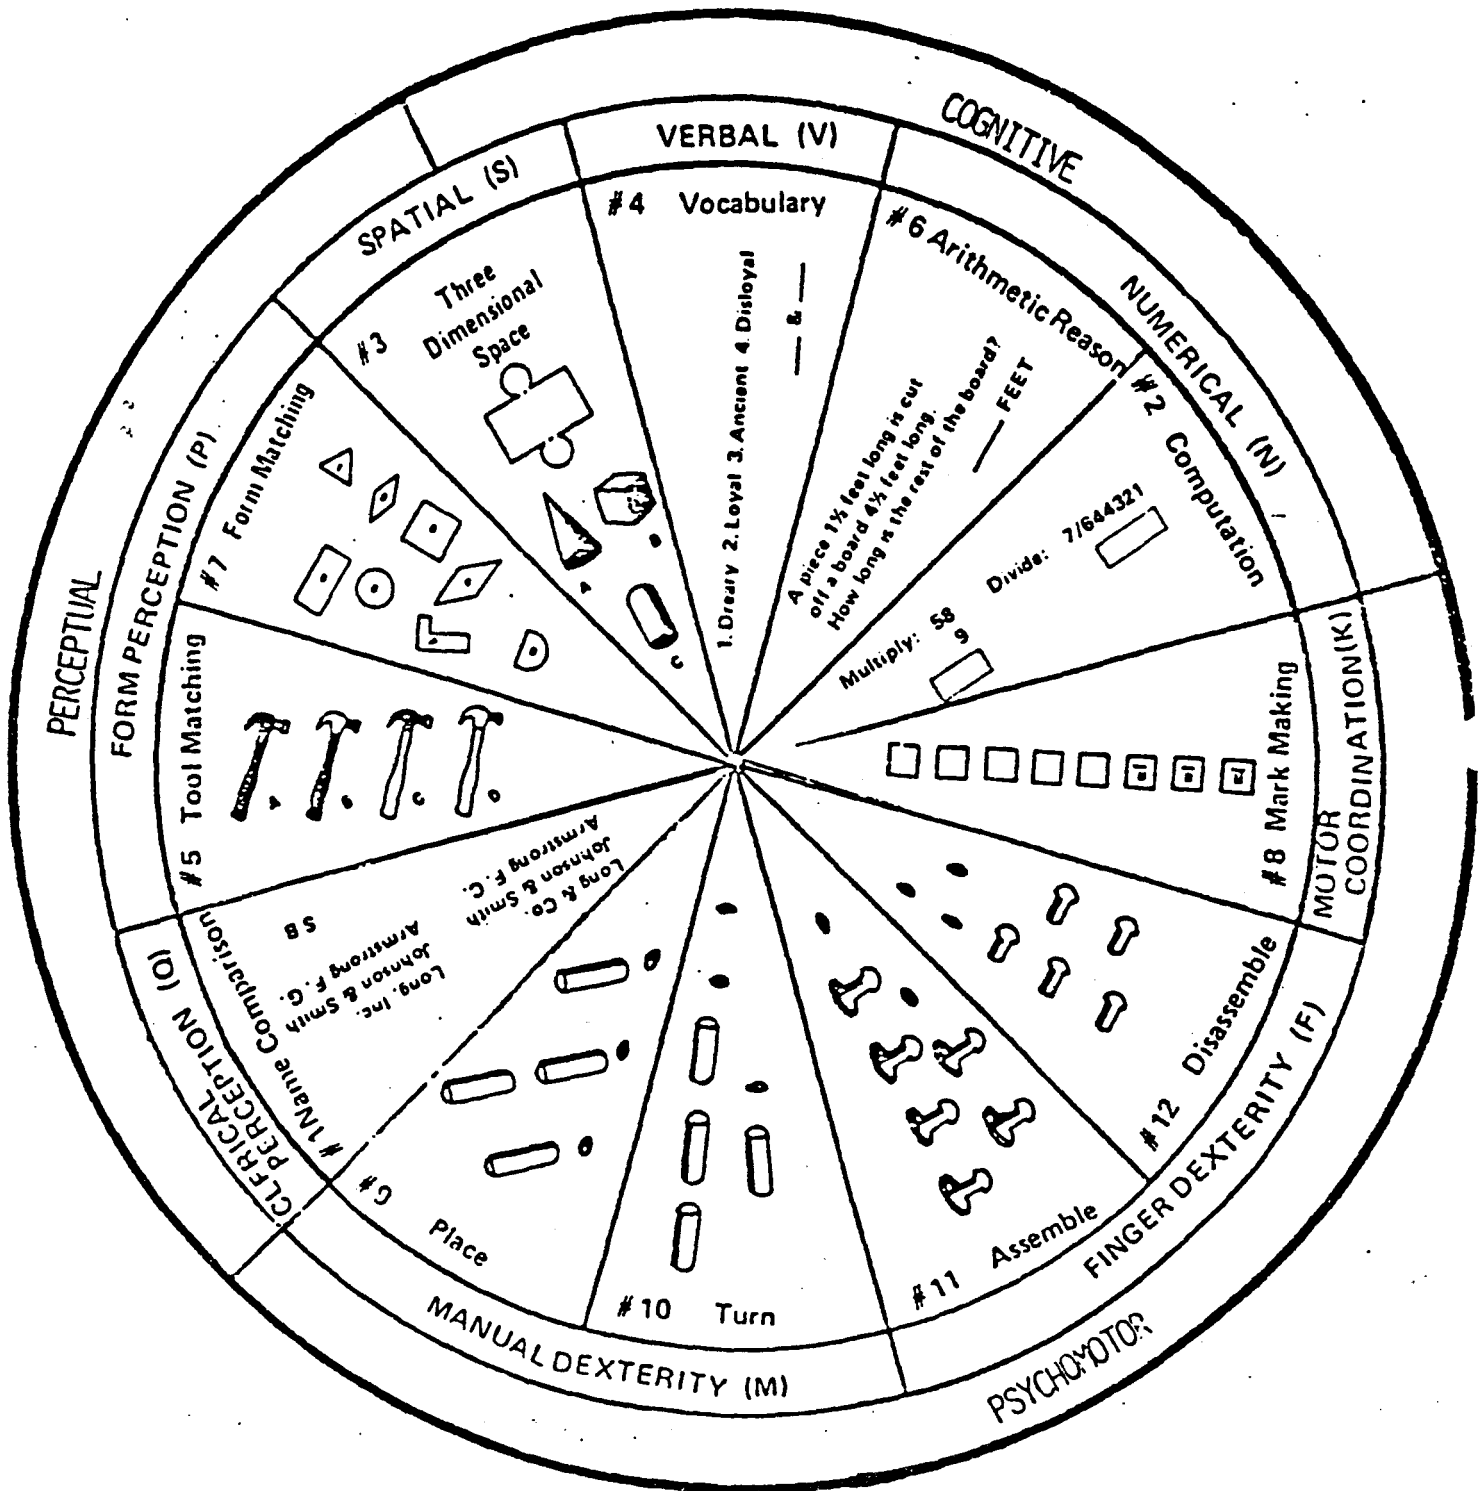 COGNITIVE
VERBAL (V)
#4 Vocabulary
1. Dreary 2. Loyal 3. Ancient 4. Disloyal
___ & ___
NUMERICAL (N)
#6 Arithmetic Reason
A piece 1½ feet long is cut
off a board 4½ feet long.
How long is the rest of the board?
___ FEET
#2 Computation
Multiply: 58
9
Divide: 7/644321
PSYCHOMOTOR
MOTOR
COORDINATION (K)
#8 Mark Making
FINGER DEXTERITY (F)
#12 Disassemble
#11 Assemble
MANUAL DEXTERITY (M)
#10 Turn
#9 Place
PERCEPTUAL
CLERICAL
PERCEPTION (Q)
#1 Name Comparison
S B
Long, Inc.
Johnson & Smith
Armstrong F. G.
Long & Co.
Johnson & Smith
Armstrong F. C.
FORM PERCEPTION (P)
#5 Tool Matching
A B C D
#7 Form Matching
SPATIAL (S)
#3 Three
Dimensional
Space
A
B
C